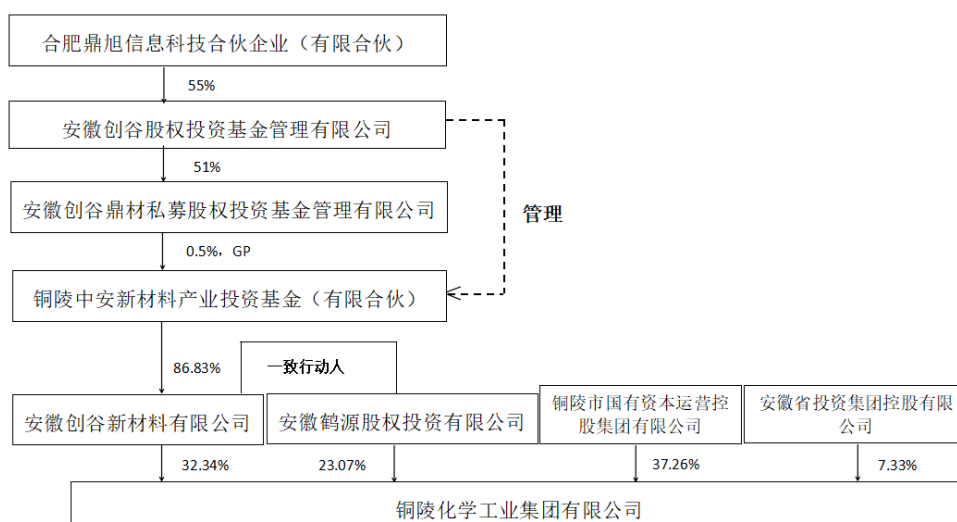 合肥鼎旭信息科技合伙企业（有限合伙）
55%
安徽创谷股权投资基金管理有限公司
51%
安徽创谷鼎材私募股权投资基金管理有限公司
管理
0.5%，GP
铜陵中安新材料产业投资基金（有限合伙）
86.83%
一致行动人
安徽创谷新材料有限公司
安徽鹤源股权投资有限公司
铜陵市国有资本运营控
股集团有限公司
安徽省投资集团控股有限
公司
32.34%
23.07%
37.26%
7.33%
铜陵化学工业集团有限公司